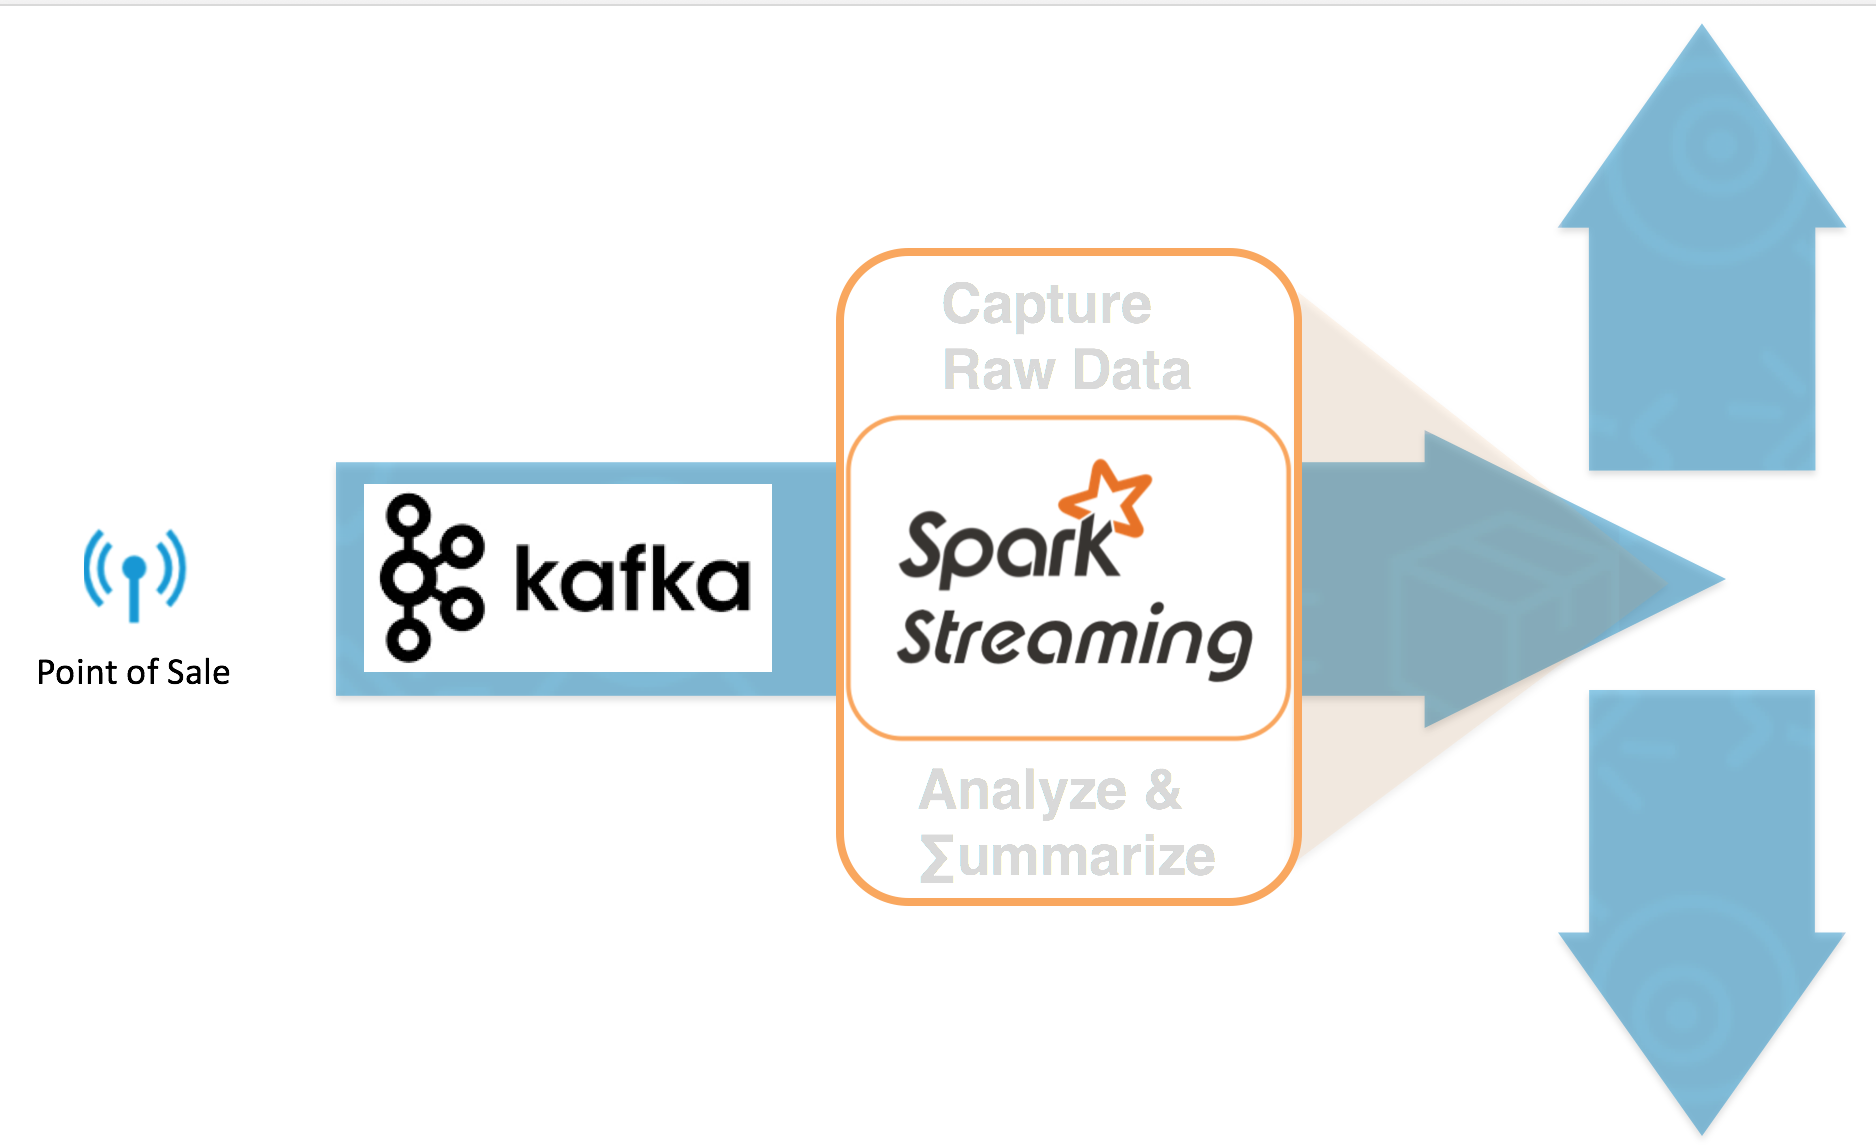 Capture
Raw Data
kafka
Spark
Streaming
Point of Sale
Analyze &
∑ummarize